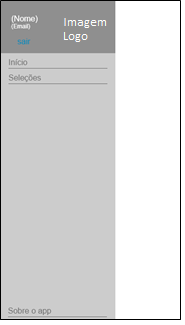 (Nome)
(Email)
Imagem
Logo
sair
Início
Seleções
Sobre o app